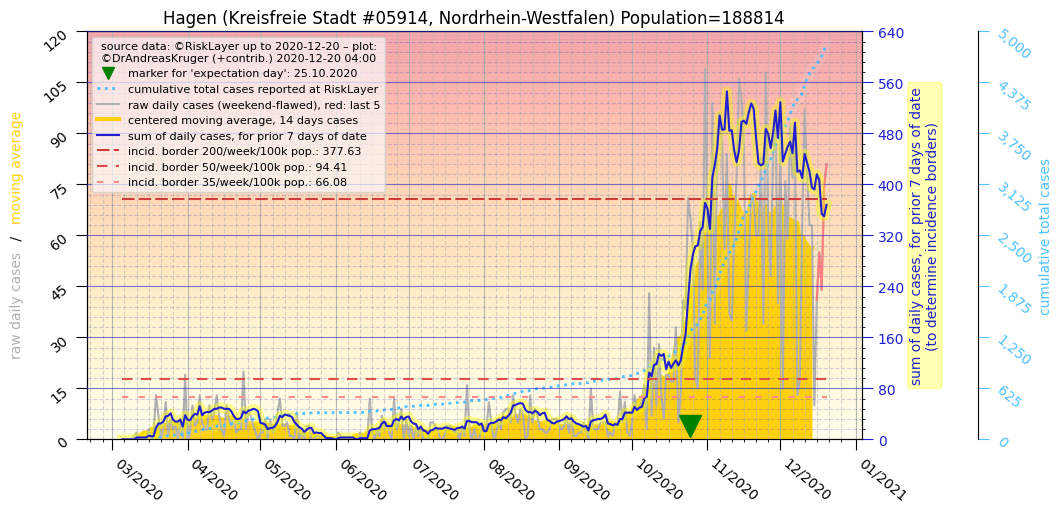 Hagen (Kreisfreie Stadt #05914, Nordrhein-Westfalen) Population=188814
source data: ©RiskLayer up to 2020-12-20 – plot:
©DrAndreasKruger (+contrib.) 2020-12-20 04:00
marker for 'expectation day': 25.10.2020
cumulative total cases reported at RiskLayer
raw daily cases (weekend-flawed), red: last 5
centered moving average, 14 days cases
sum of daily cases, for prior 7 days of date
incid. border 200/week/100k pop.: 377.63
incid. border 50/week/100k pop.: 94.41
incid. border 35/week/100k pop.: 66.08
raw daily cases / moving average
120
105
90
75
60
45
30
15
0
640
560
480
400
320
240
160
80
0
sum of daily cases, for prior 7 days of date
(to determine incidence borders)
5,000
4,375
3,750
3,125
2,500
1,875
1,250
625
0
cumulative total cases
03/2020
04/2020
05/2020
06/2020
07/2020
08/2020
09/2020
10/2020
11/2020
12/2020
01/2021